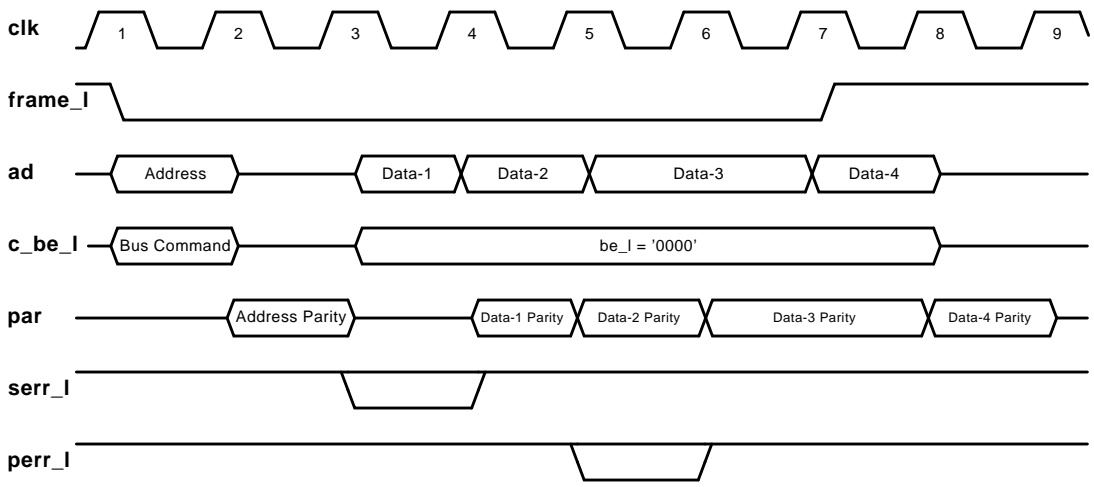 clk 1 2 3 4 5 6 7 8 9
frame_l
ad Address Data-1 Data-2 Data-3 Data-4
c_be_l Bus Command be_l = '0000'
par Address Parity Data-1 Parity Data-2 Parity Data-3 Parity Data-4 Parity
serr_l
perr_l